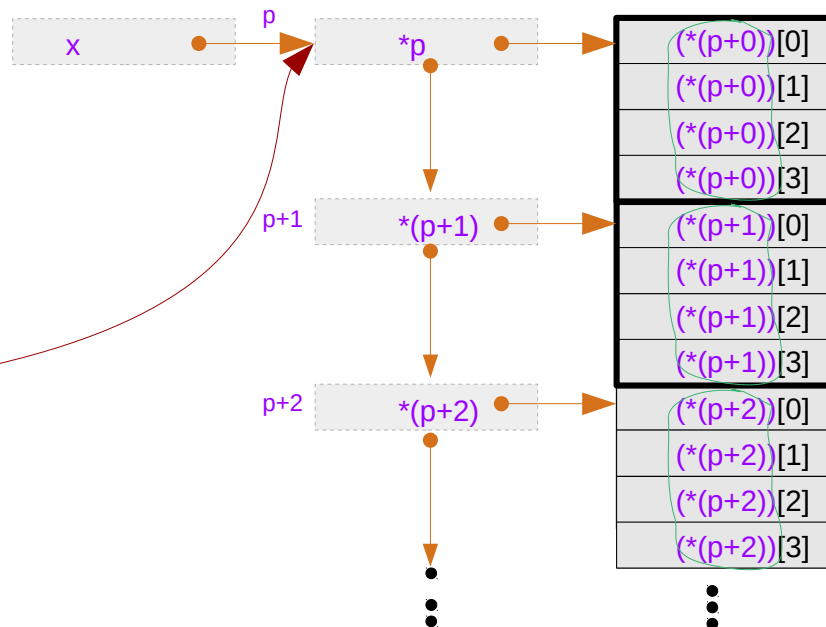 p
x
*p
(*(p+0))[0]
(*(p+0))[1]
(*(p+0))[2]
(*(p+0))[3]
p+1
*(p+1)
(*(p+1))[0]
(*(p+1))[1]
(*(p+1))[2]
(*(p+1))[3]
p+2
*(p+2)
(*(p+2))[0]
(*(p+2))[1]
(*(p+2))[2]
(*(p+2))[3]